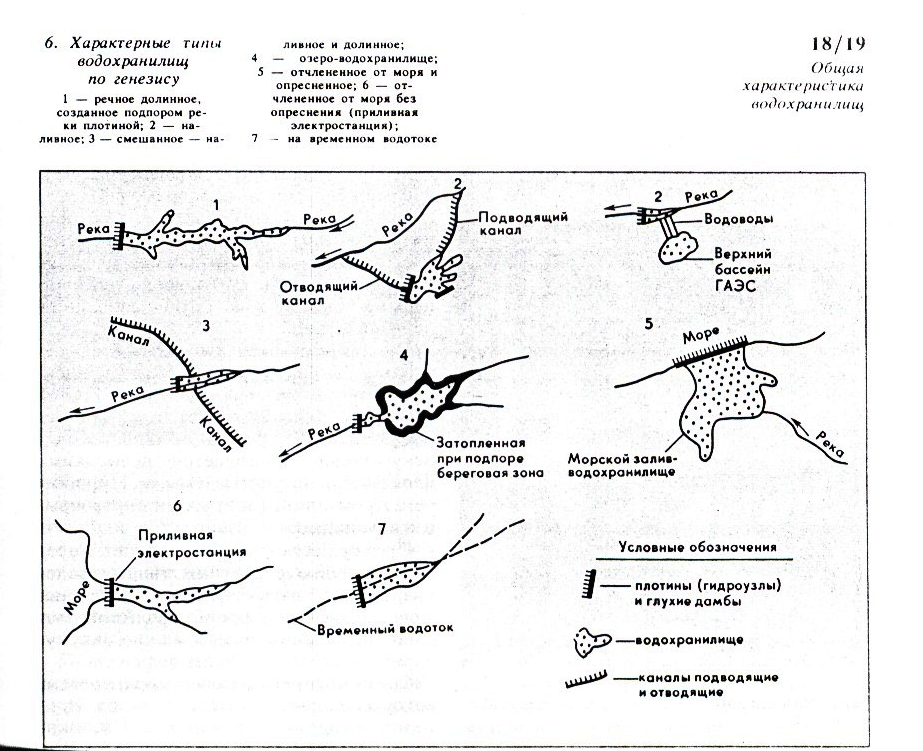 6. Характерные типы
водохранилищ
по генезису
1 — речное долинное,
созданное подпором ре-
ки плотиной; 2 — на-
ливное; 3 — смешанное — на-
ливное и долинное;
4 — озеро-водохранилище;
5 — отчлененное от моря и
опресненное; 6 — от-
члененное от моря без
опреснения (приливная
электростанция);
7 — на временном водотоке
18/19
Общая
характеристика
водохранилищ
1
Река
Река
2
Река
Подводящий
канал
Отводящий
канал
2
Река
Водоводы
Верхний
бассейн
ГАЭС
3
Канал
Река
Канал
4
Река
Затопленная
при подпоре
береговая зона
5
Море
Морской залив-
водохранилище
Река
6
Приливная
электростанция
Море
7
Временный водоток
Условные обозначения
плотины (гидроузлы)
и глухие дамбы
водохранилище
каналы подводящие
и отводящие